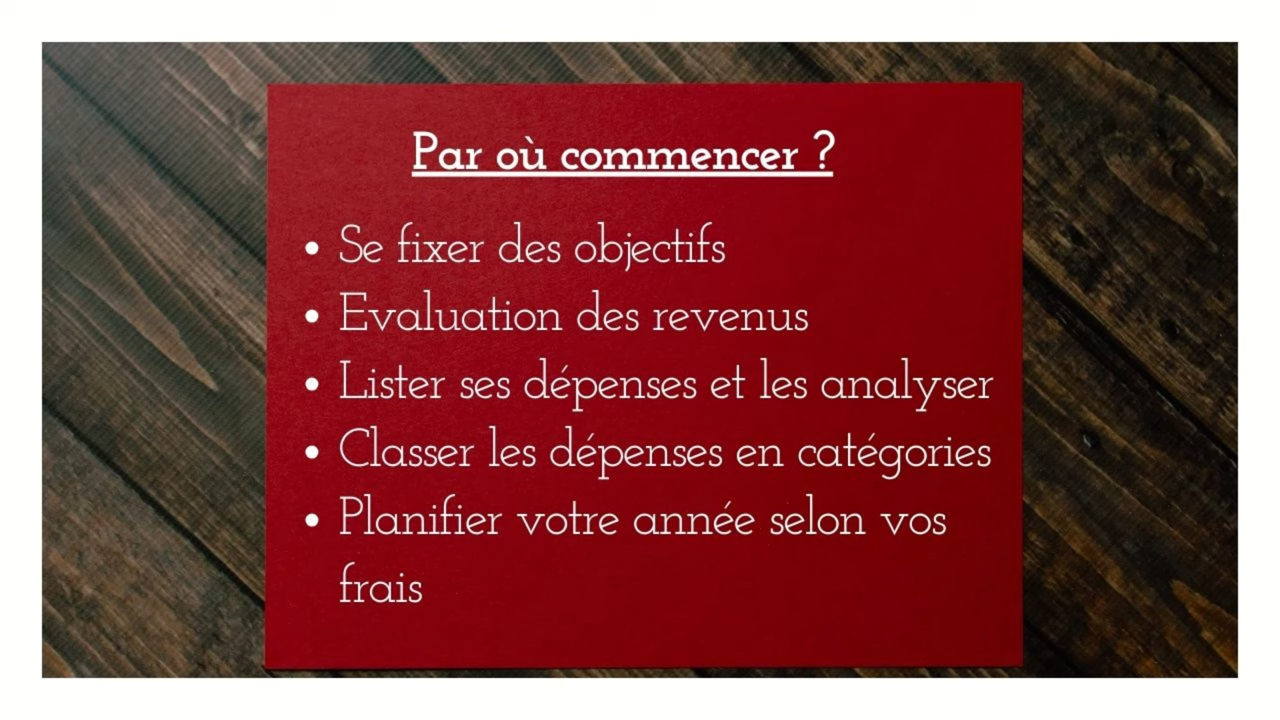 Par où commencer ?
• Se fixer des objectifs
• Evaluation des revenus
• Lister ses dépenses et les analyser
• Classer les dépenses en catégories
• Planifier votre année selon vos
frais